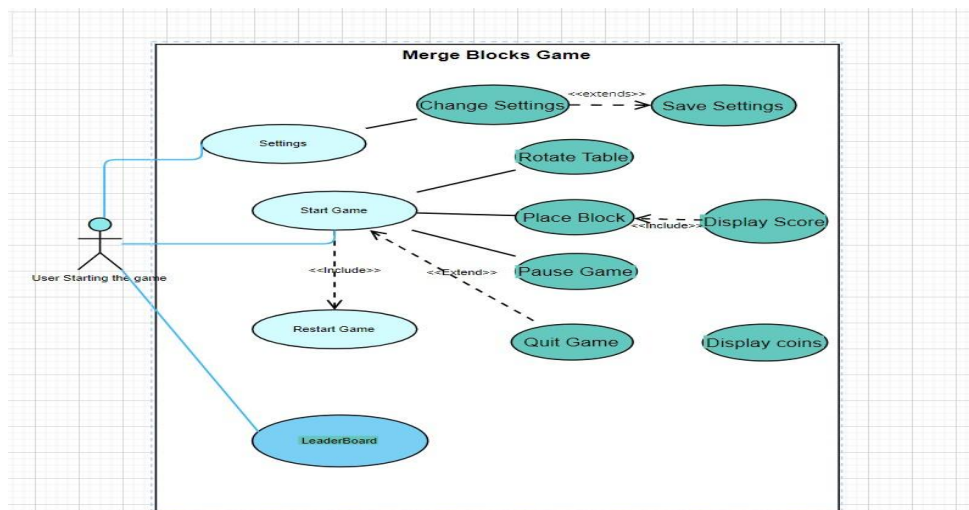 Merge Blocks Game
Change Settings
<<extends>>
Save Settings
Settings
Rotate Table
Start Game
Place Block
<<Include>>
Display Score
<<Include>>
<<Extend>>
Pause Game
User Starting the game
Restart Game
Quit Game
Display coins
LeaderBoard